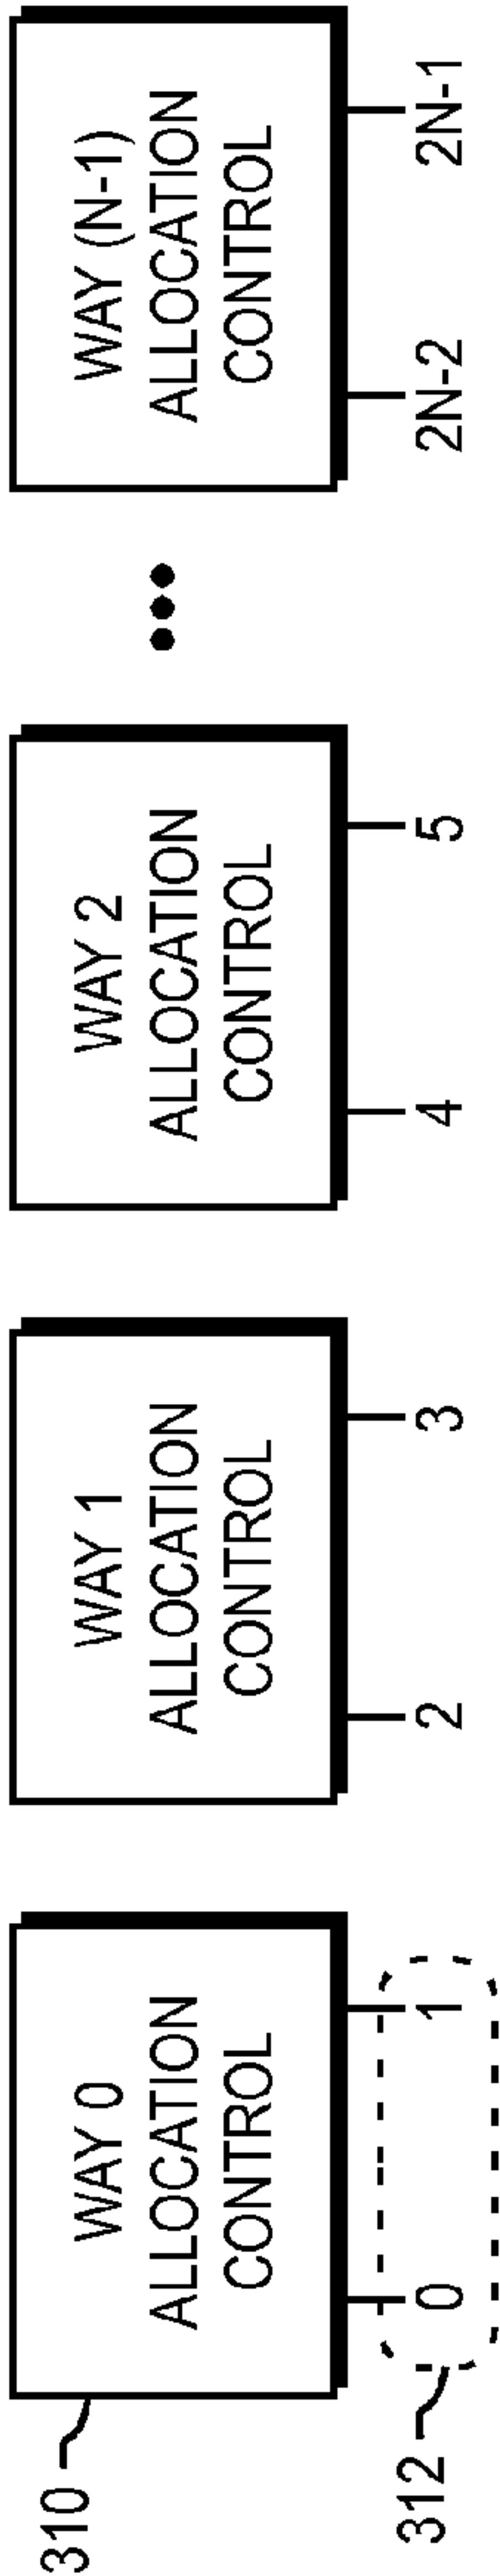 310
WAY 0
ALLOCATION
CONTROL
WAY 1
ALLOCATION
CONTROL
WAY 2
ALLOCATION
CONTROL
WAY (N-1)
ALLOCATION
CONTROL
312
0
1
2
3
4
5
2N-2
2N-1